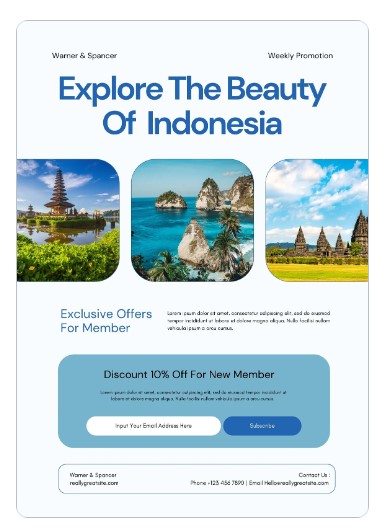 Warner & Spancer
Weekly Promotion
Explore The Beauty
Of Indonesia
Exclusive Offers
For Member
Lorem ipsum dolor sit amet, consectetur adipiscing elit, sed do eiusmod
tempor incididunt ut labore et dolore magna aliqua. Nulla facilisi nullam
vehicula ipsum a arcu cursus.
Discount 10% Off For New Member
Lorem ipsum dolor sit amet, consectetur adipiscing elit, sed do eiusmod tempor incididunt ut
labore et dolore magna aliqua. Nulla facilisi nullam vehicula ipsum a arcu cursus.
Input Your Email Address Here
Subscribe
Warner & Spancer
reallygreatsite.com
Contact Us :
Phone +123 456 7890 | Email Hello@reallygreatsite.com